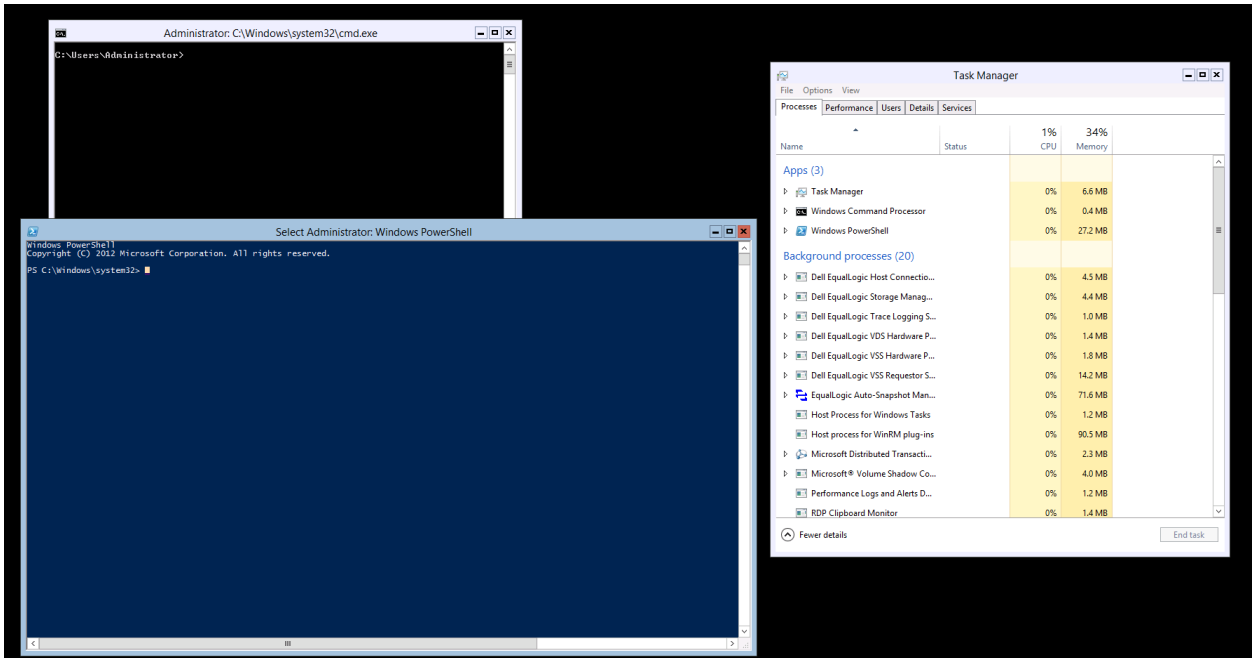 Administrator: C:\Windows\system32\cmd.exe
C:\Users\Administrator>
Select Administrator: Windows PowerShell
Windows PowerShell
Copyright (C) 2012 Microsoft Corporation. All rights reserved.
PS C:\Windows\system32>
Task Manager
File Options View
Processes Performance Users Details Services
1% 34%
Name Status CPU Memory
Apps (3)
Task Manager 0% 6.6 MB
Windows Command Processor 0% 0.4 MB
Windows PowerShell 0% 27.2 MB
Background processes (20)
Dell EqualLogic Host Connectio... 0% 4.5 MB
Dell EqualLogic Storage Manag... 0% 4.4 MB
Dell EqualLogic Trace Logging S... 0% 1.0 MB
Dell EqualLogic VDS Hardware P... 0% 1.4 MB
Dell EqualLogic VSS Hardware P... 0% 1.8 MB
Dell EqualLogic VSS Requestor S... 0% 14.2 MB
EqualLogic Auto-Snapshot Man... 0% 71.6 MB
Host Process for Windows Tasks 0% 1.2 MB
Host process for WinRM plug-ins 0% 90.5 MB
Microsoft Distributed Transacti... 0% 2.3 MB
Microsoft® Volume Shadow Co... 0% 4.0 MB
Performance Logs and Alerts D... 0% 1.2 MB
RDP Clipboard Monitor 0% 1.4 MB
Fewer details End task